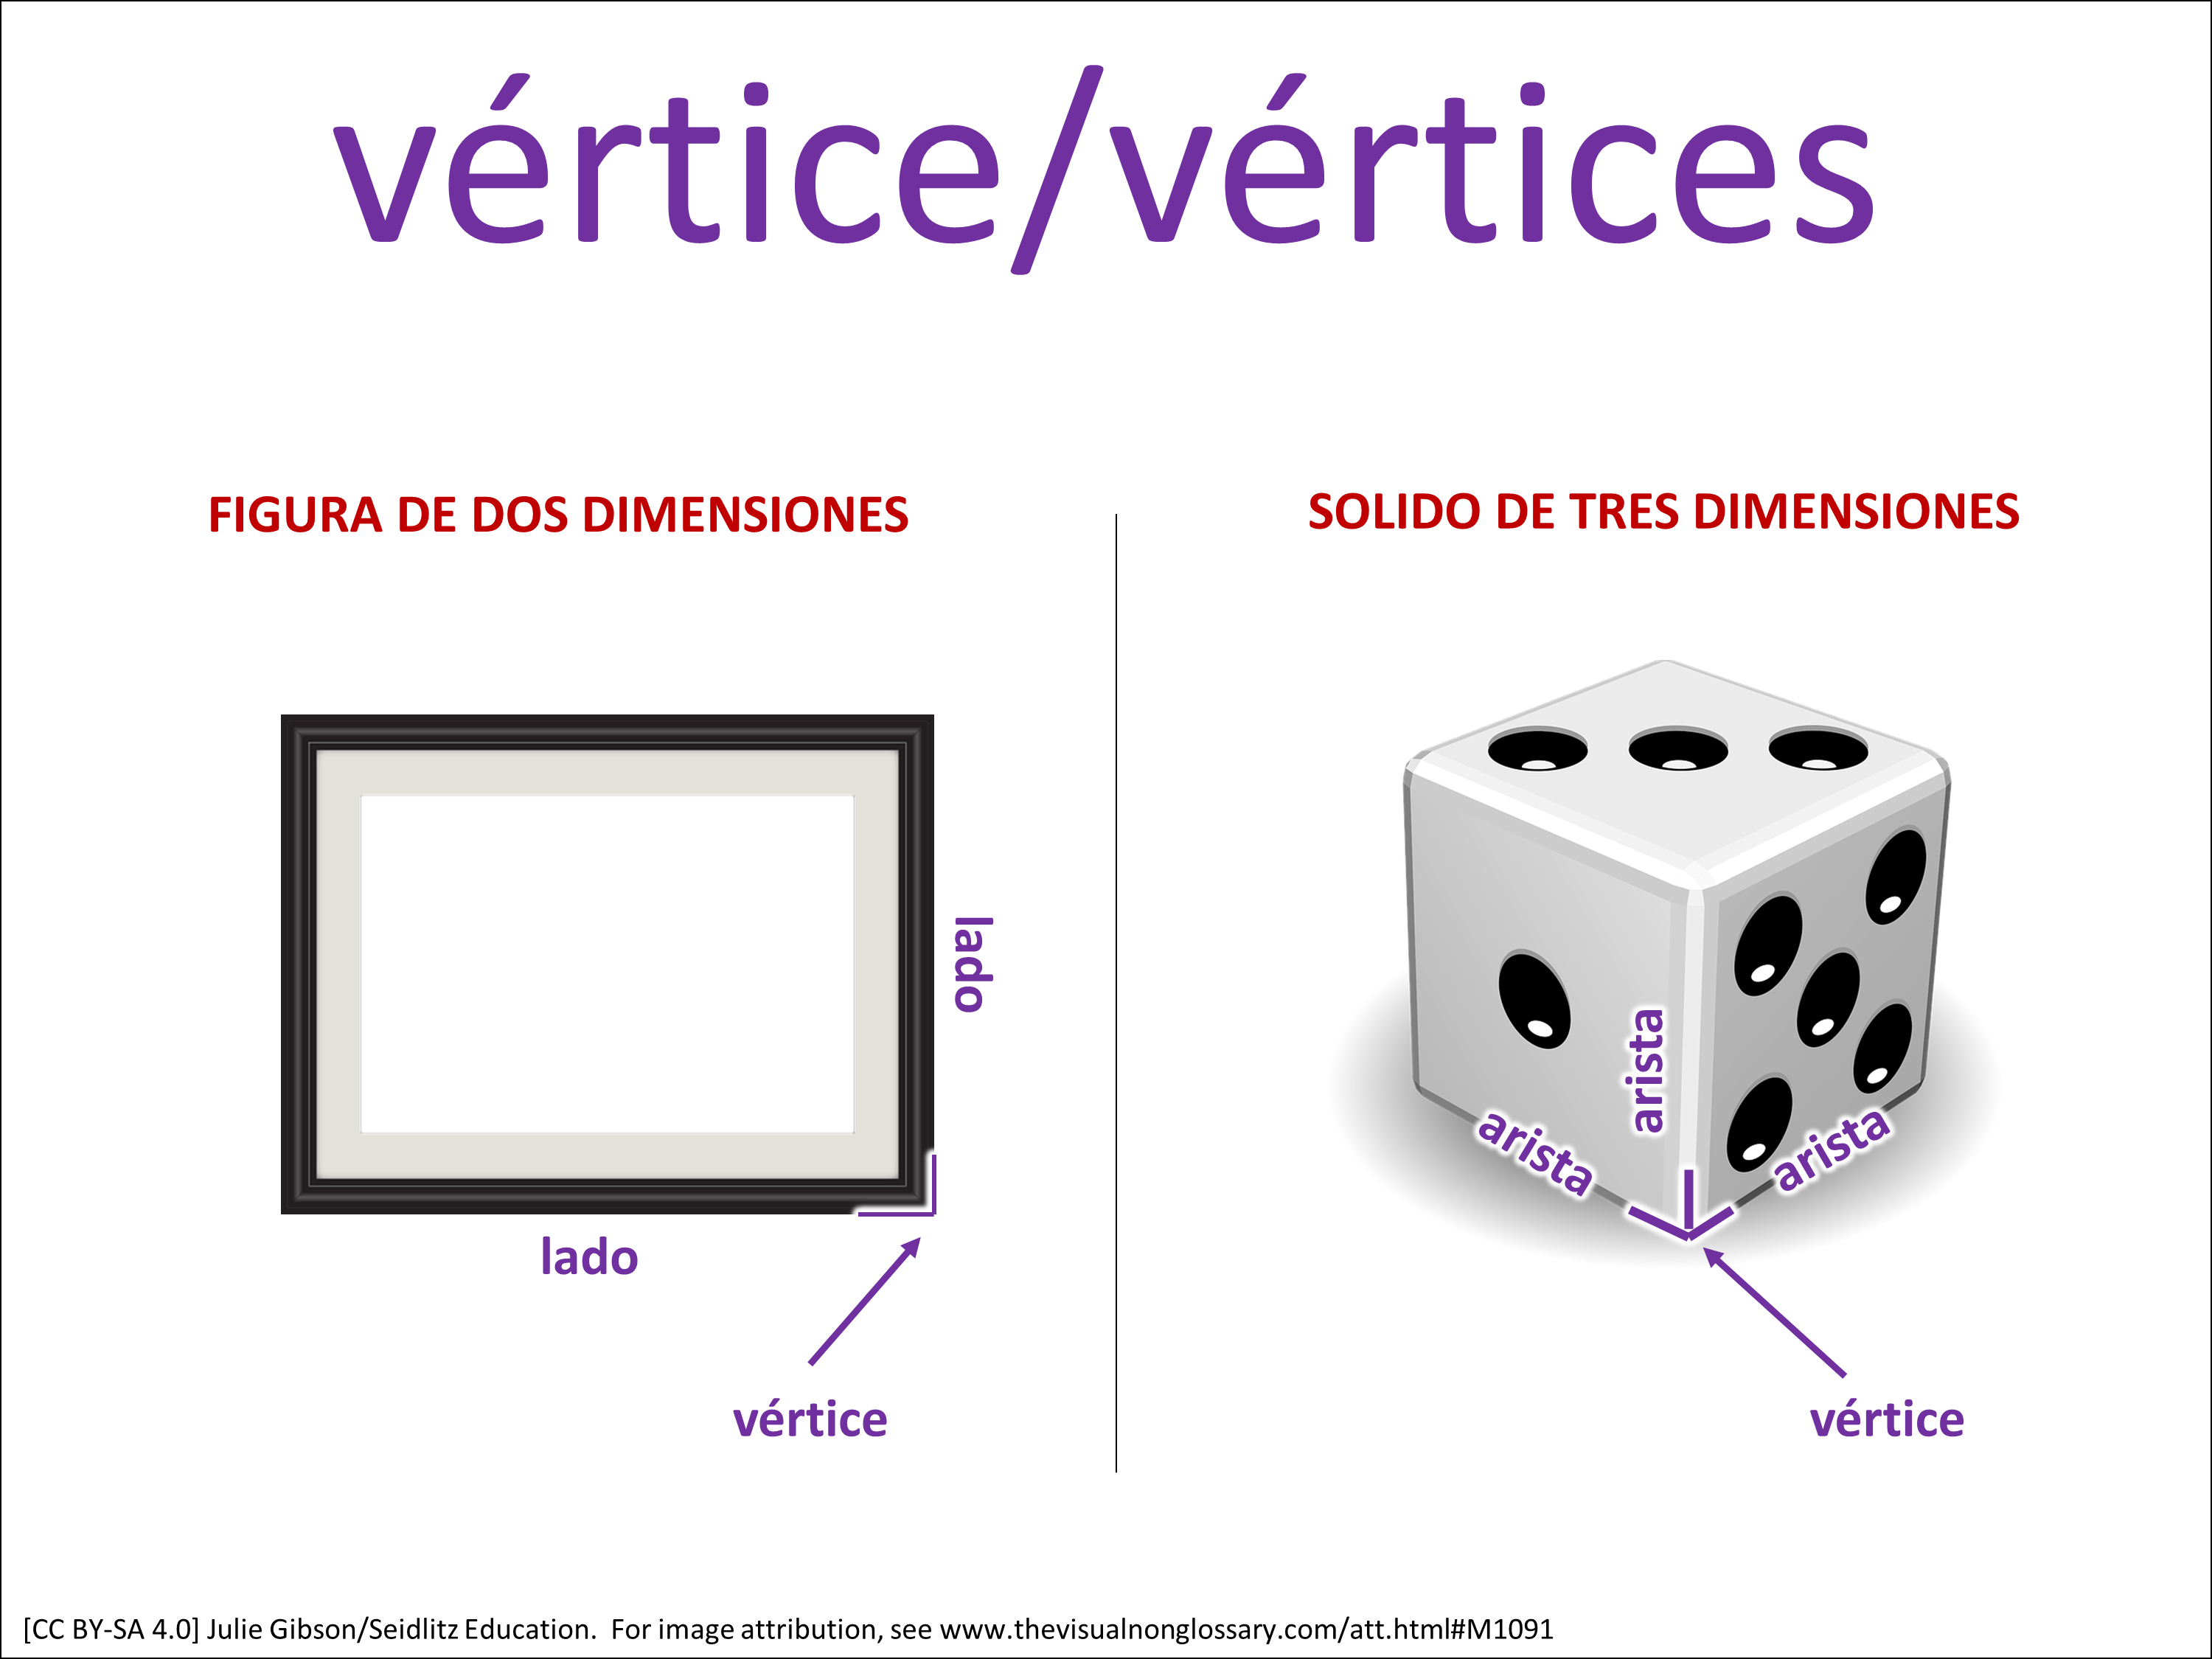 vértice/vértices
FIGURA DE DOS DIMENSIONES
lado
lado
vértice
SOLIDO DE TRES DIMENSIONES
arista
arista
arista
vértice
[CC BY-SA 4.0] Julie Gibson/Seidlitz Education.  For image attribution, see www.thevisualnonglossary.com/att.html#M1091